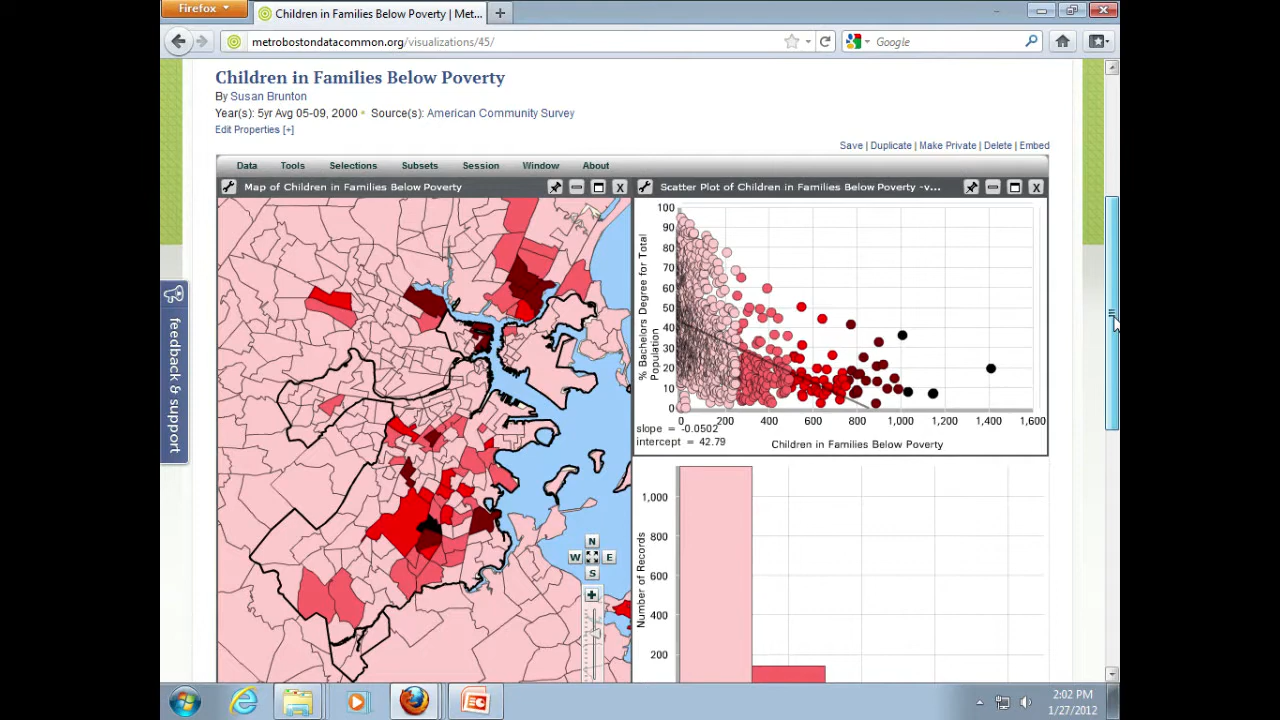 Firefox
Children in Families Below Poverty | Met...
metrobostondatacommon.org/visualizations/45/
Google
Children in Families Below Poverty
By Susan Brunton
Year(s): 5yr Avg 05-09, 2000 • Source(s): American Community Survey
Edit Properties [+]
Save | Duplicate | Make Private | Delete | Embed
Data Tools Selections Subsets Session Window About
Map of Children in Families Below Poverty
Scatter Plot of Children in Families Below Poverty -v...
100
90
80
70
60
50
40
30
20
10
0
% Bachelors Degree for Total
Population
0 200 400 600 800 1,000 1,200 1,400 1,600
slope = -0.0502
intercept = 42.79
Children in Families Below Poverty
1,000
800
600
400
200
Number of Records
N
W E
S
feedback & support
2:02 PM
1/27/2012